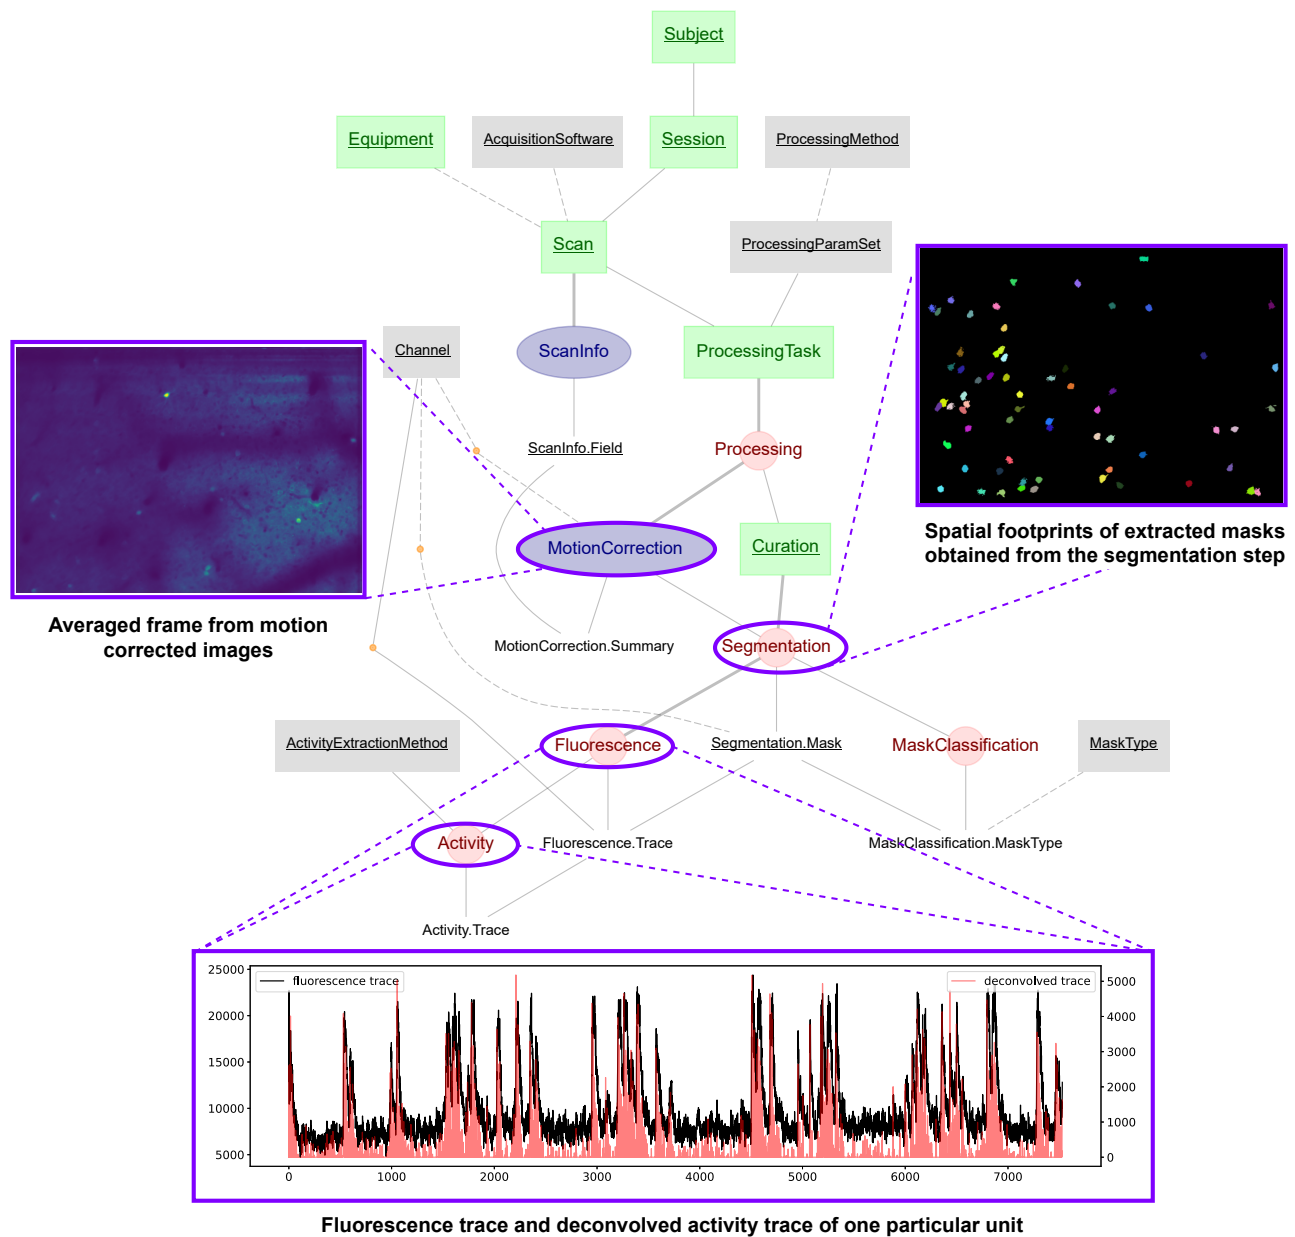 Subject
Equipment
AcquisitionSoftware
Session
ProcessingMethod
Scan
ProcessingParamSet
Channel
ScanInfo
ProcessingTask
ScanInfo.Field
Processing
Spatial footprints of extracted masks
obtained from the segmentation step
MotionCorrection
Curation
Averaged frame from motion
corrected images
MotionCorrection.Summary
Segmentation
ActivityExtractionMethod
Fluorescence
Segmentation.Mask
MaskClassification
MaskType
Activity
Fluorescence.Trace
MaskClassification.MaskType
Activity.Trace
fluorescence trace
deconvolved trace
25000
20000
15000
10000
5000
5000
4000
3000
2000
1000
0
0 1000 2000 3000 4000 5000 6000 7000
Fluorescence trace and deconvolved activity trace of one particular unit